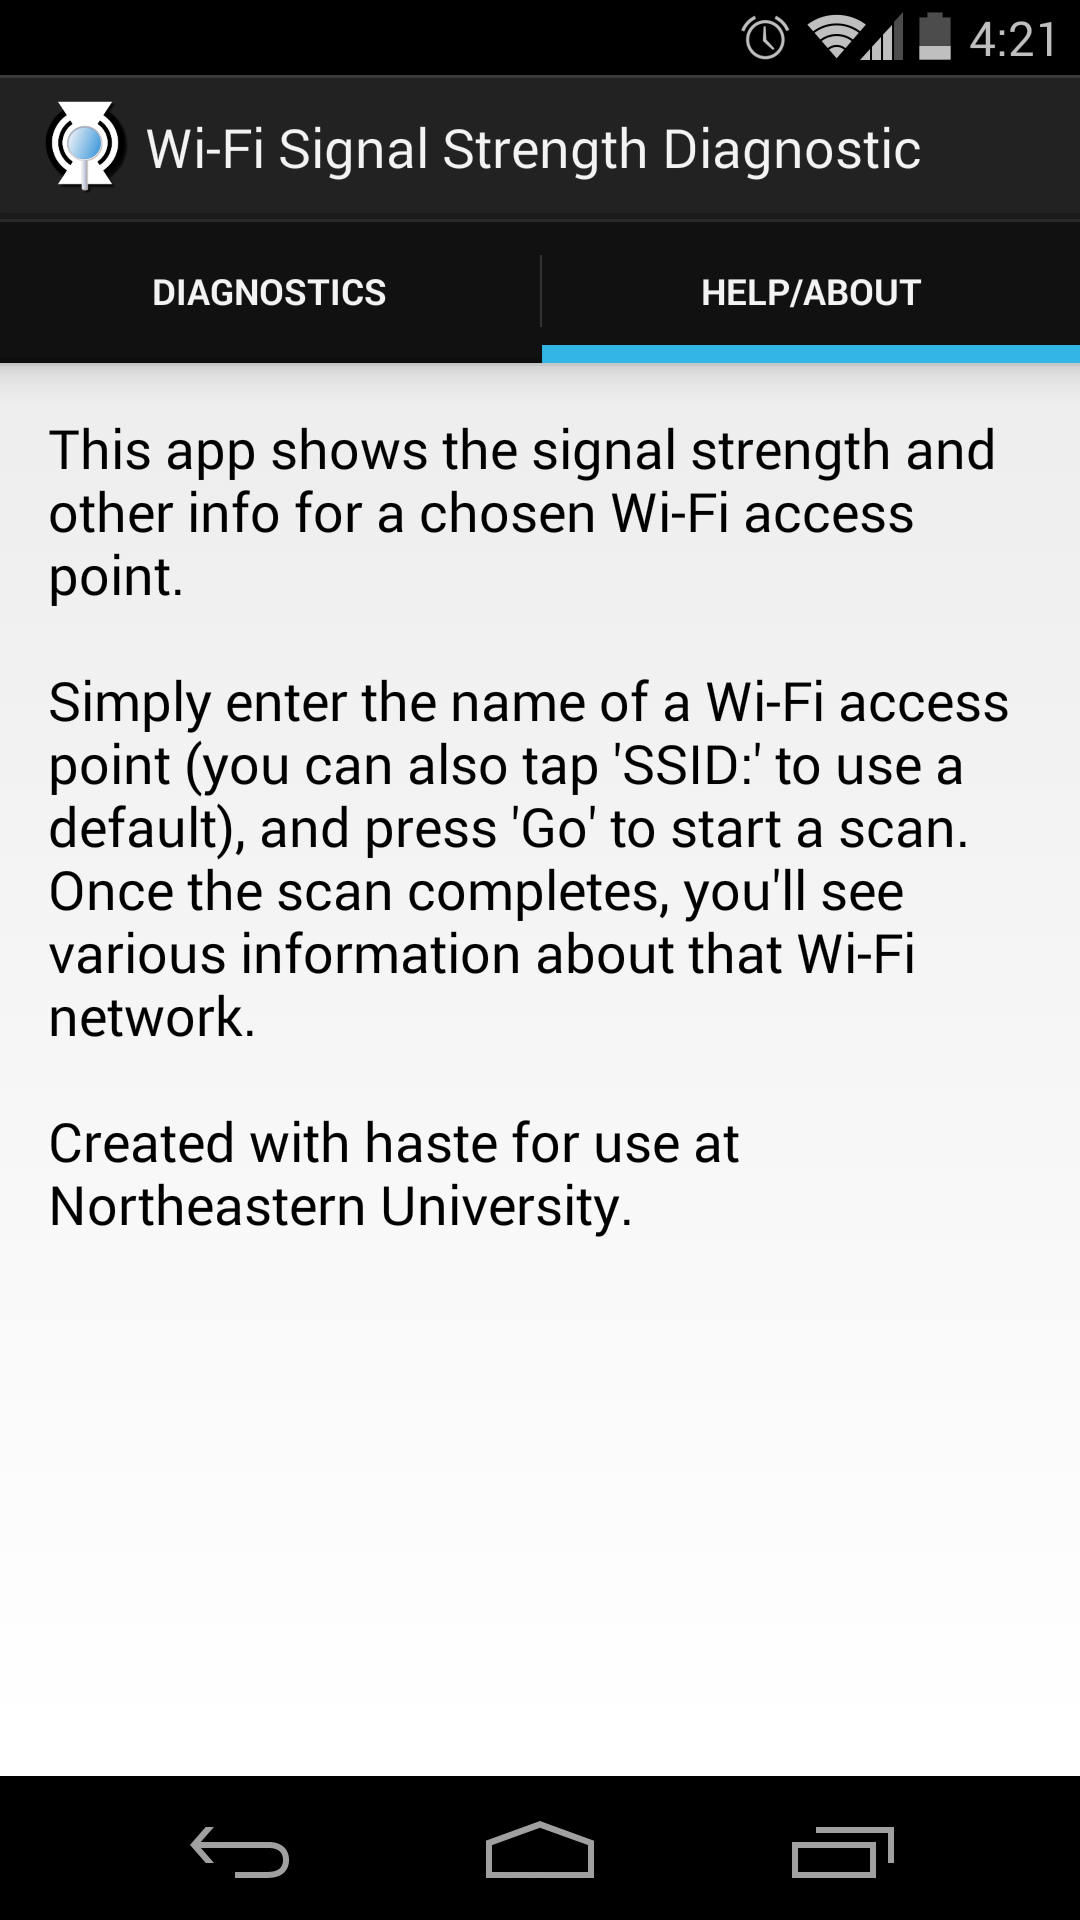 4:21
Wi-Fi Signal Strength Diagnostic
DIAGNOSTICS
HELP/ABOUT
This app shows the signal strength and
other info for a chosen Wi-Fi access
point.
Simply enter the name of a Wi-Fi access
point (you can also tap 'SSID:' to use a
default), and press 'Go' to start a scan.
Once the scan completes, you'll see
various information about that Wi-Fi
network.
Created with haste for use at
Northeastern University.